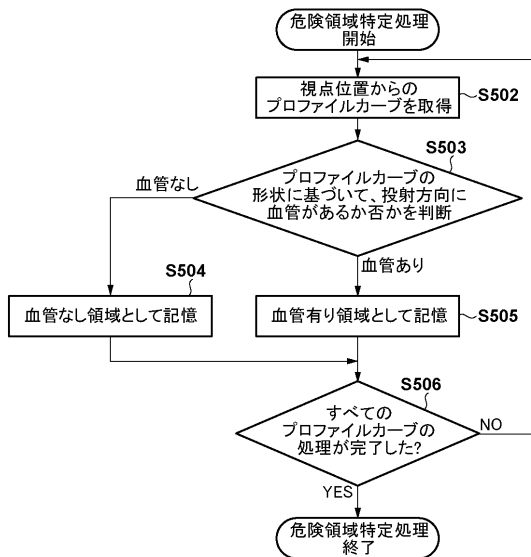 危険領域特定処理
開始
視点位置からの
プロファイルカーブを取得
S502
S503
プロファイルカーブの
形状に基づいて、投射方向に
血管があるか否かを判断
血管なし
血管あり
S504
血管なし領域として記憶
血管有り領域として記憶
S505
S506
すべての
プロファイルカーブの
処理が完了した?
NO
YES
危険領域特定処理
終了